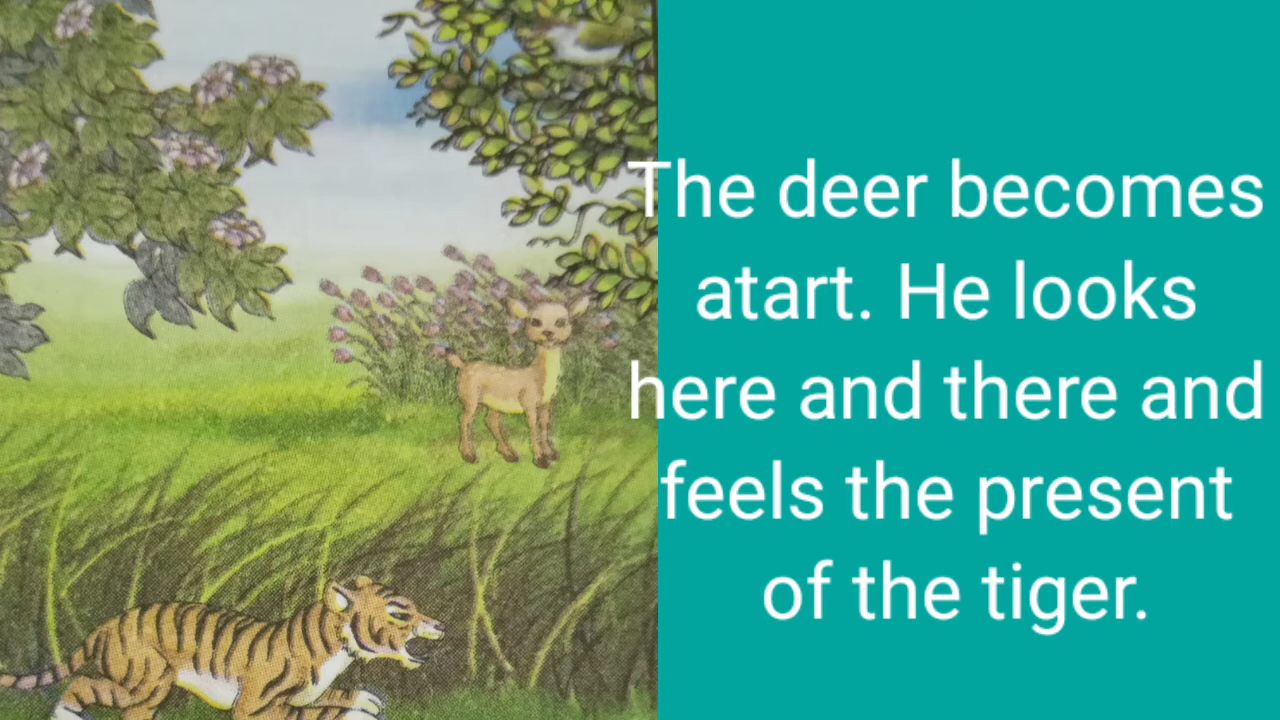 The deer becomes
atart. He looks
here and there and
feels the present
of the tiger.